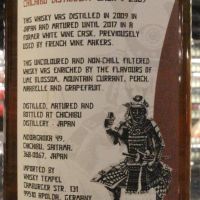 THIS WHISKY WAS DISTILLED IN 2009 IN
JAPAN AND MATURED UNTIL 2017 IN A
FORMER WHITE WINE CASK, PREVIOUSLY
USED BY FRENCH WINE MAKERS.
THIS UNCOLOURED AND NON-CHILL FILTERED
WHISKY WAS ENRICHED BY THE FLAVOURS OF
LIME BLOSSOM, MOUNTAIN CURRANT, PEACH,
MIRABELLE AND GRAPEFRUIT.
DISTILLED, MATURED AND
BOTTLED AT CHICHIBU
DISTILLERY - JAPAN
49,
CHICHIBU, SAITAMA,
368-0067, JAPAN
IMPORTED BY
WHISKY TEMPEL
STR. 131
99510 APOLDA, GERMANY